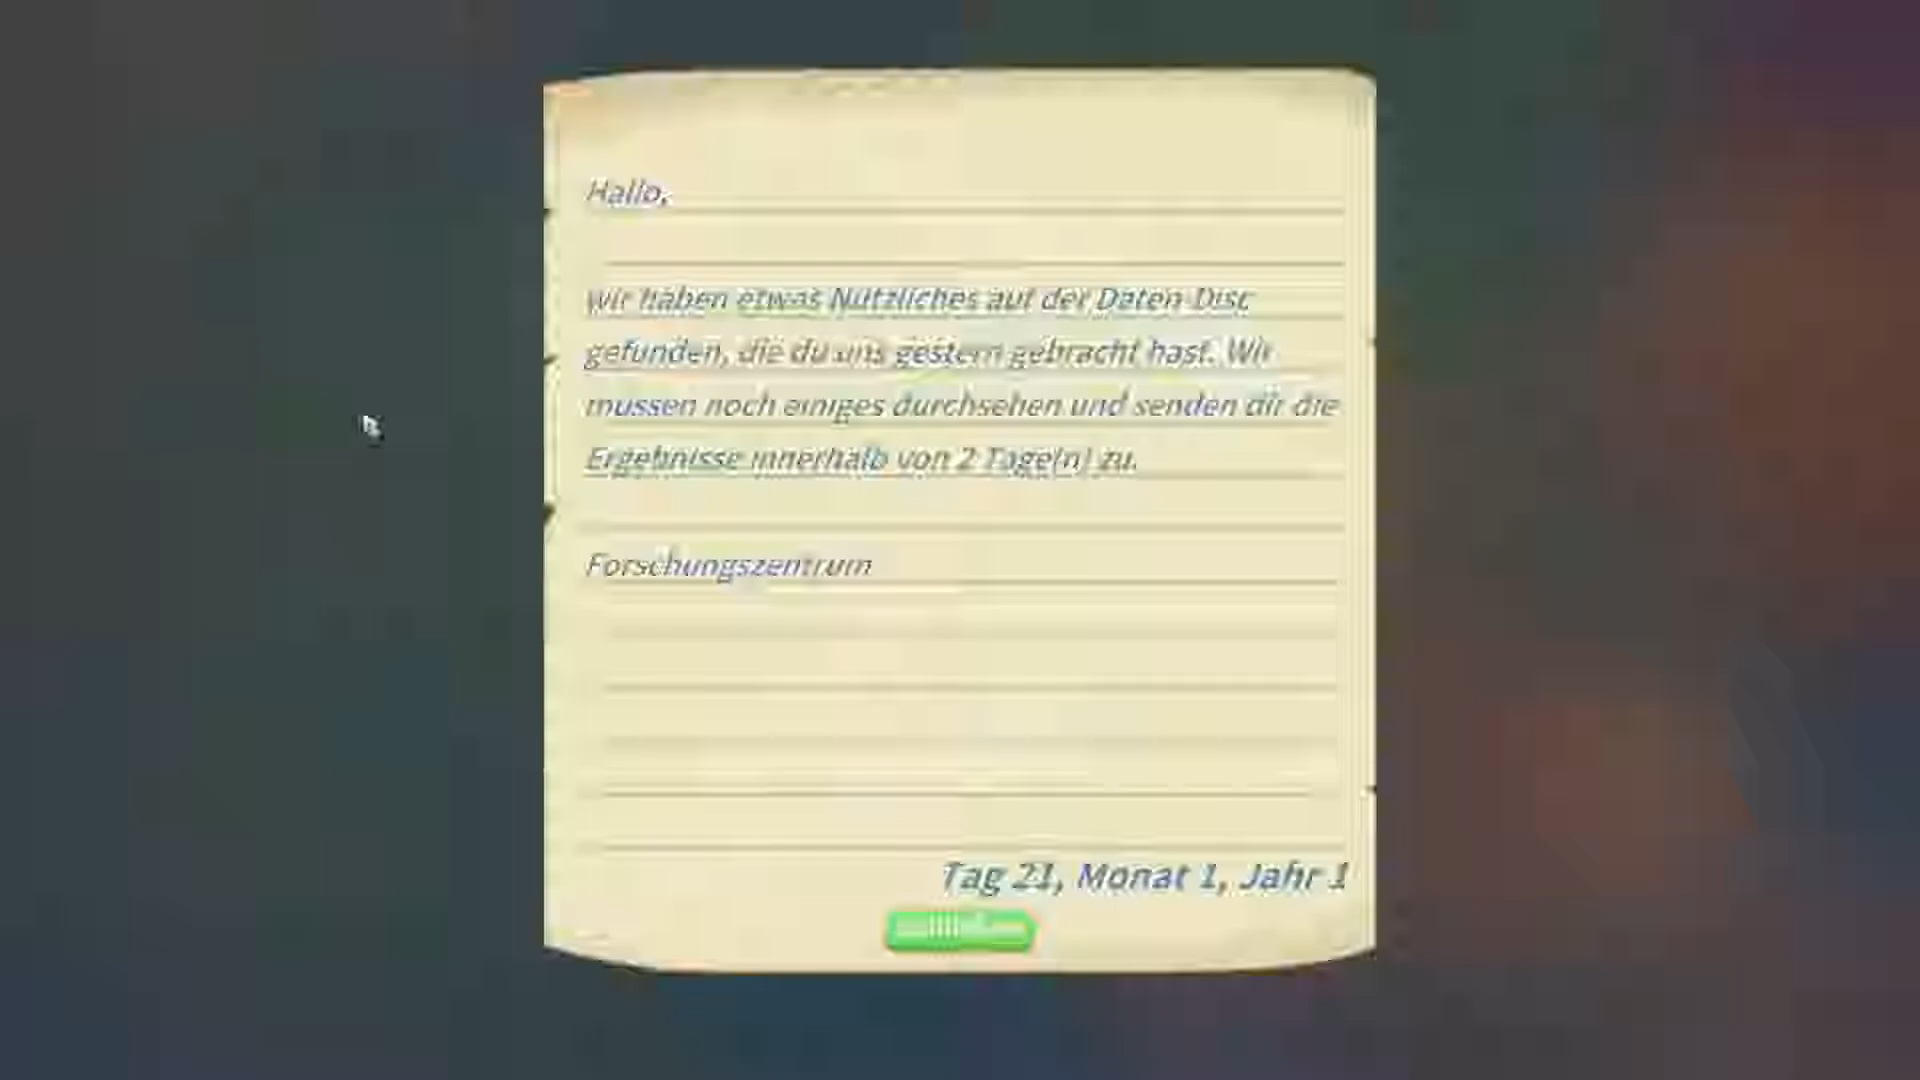 Hallo,
wir haben etwas Nützliches auf der Daten-Disc
gefunden, die du uns gestern gebracht hast. Wir
müssen noch einiges durchsehen und senden dir die
Ergebnisse innerhalb von 2 Tage(n) zu.
Forschungszentrum
Tag 21, Monat 1, Jahr 1